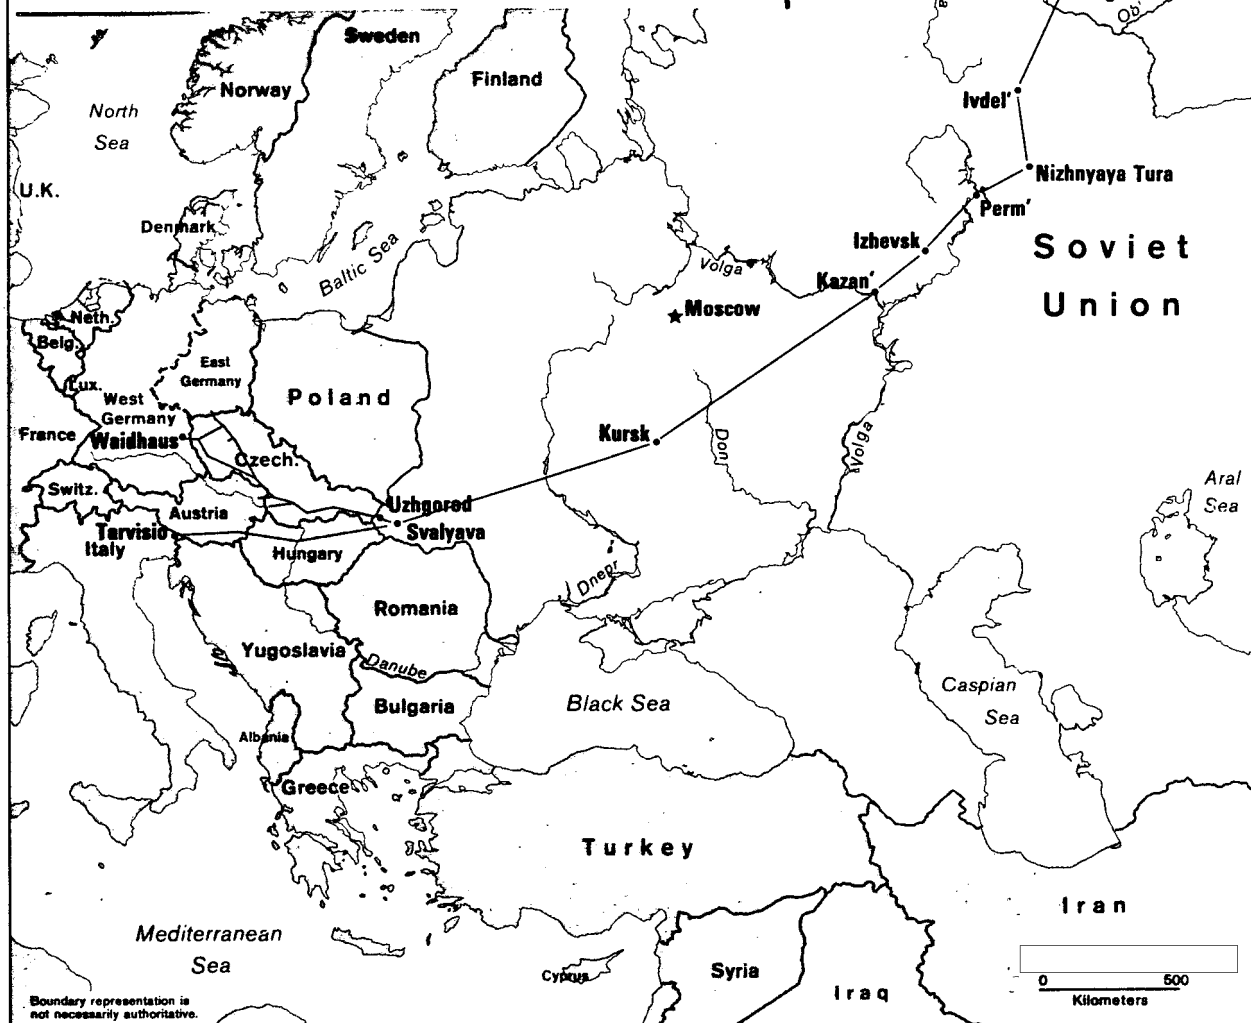 Ob'
Sweden
Norway
Finland
North
Sea
Ivdel'
U.K.
Nizhnyaya Tura
Perm'
Denmark
Izhevsk
Soviet
Union
Baltic Sea
Volga
Kazan'
Moscow
Neth.
Belg.
Lux.
East
Germany
West
Germany
Poland
France
Waidhaus
Kursk
Don
Volga
Czech.
Switz.
Aral
Sea
Austria
Uzhgorod
Svalyava
Tarvisio
Italy
Hungary
Dnepr
Romania
Yugoslavia
Danube
Bulgaria
Black Sea
Caspian
Sea
Albania
Greece
Turkey
Iran
Mediterranean
Sea
Cyprus
Syria
Iraq
0 500
Kilometers
Boundary representation is
not necessarily authoritative.